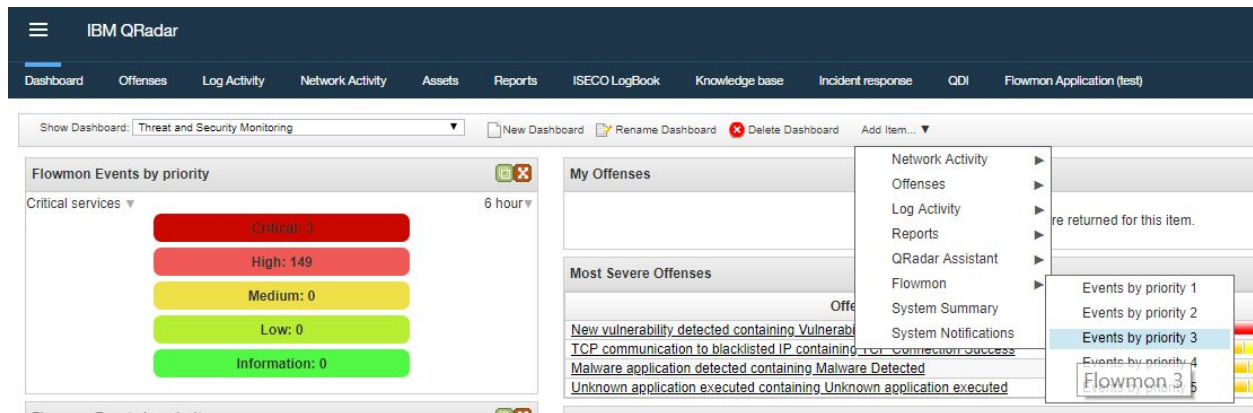 IBM QRadar
Dashboard Offenses Log Activity Network Activity Assets Reports ISECO LogBook Knowledge base Incident response QDI Flowmon Application (test)
Show Dashboard: Threat and Security Monitoring ▼ New Dashboard Rename Dashboard Delete Dashboard Add Item... ▼
Flowmon Events by priority
Critical services ▼ 6 hour ▼
Critical: 3
High: 149
Medium: 0
Low: 0
Information: 0
My Offenses
re returned for this item.
Most Severe Offenses
New vulnerability detected containing
TCP communication to blacklisted IP containing TCP Connection Success
Malware application detected containing Malware Detected
Unknown application executed containing Unknown application executed
Network Activity ▶
Offenses ▶
Log Activity ▶
Reports ▶
QRadar Assistant ▶
Flowmon ▶
System Summary
System Notifications
Events by priority 1
Events by priority 2
Events by priority 3
Events by priority 4
Flowmon 3
5